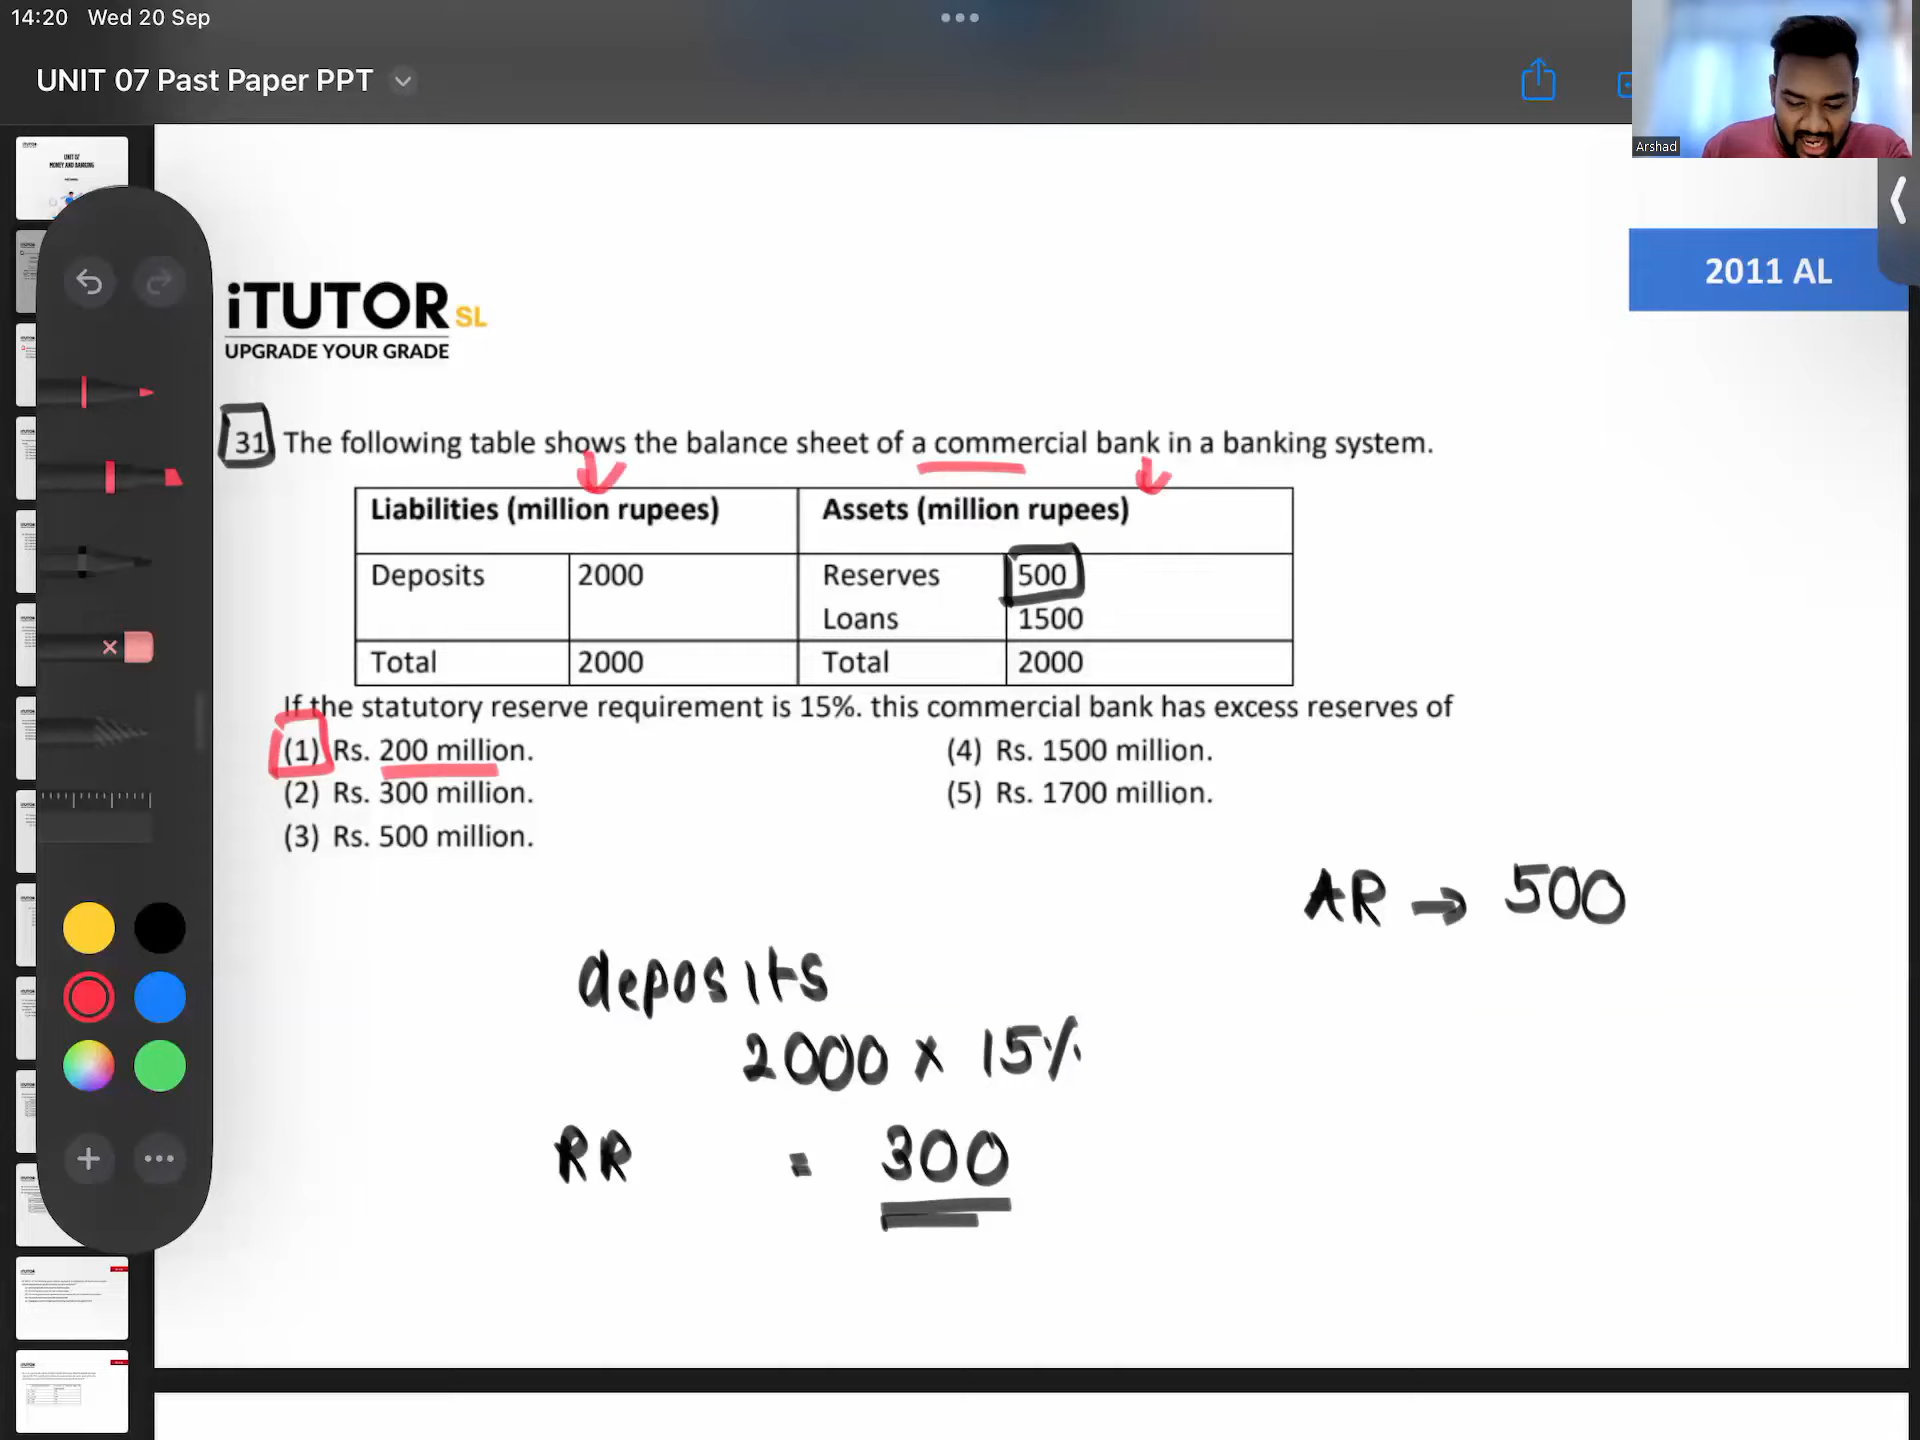 14:20 Wed 20 Sep
UNIT 07 Past Paper PPT
Arshad
2011 AL
iTUTOR SL
UPGRADE YOUR GRADE
31 The following table shows the balance sheet of a commercial bank in a banking system.
Liabilities (million rupees) Assets (million rupees)
Deposits 2000 Reserves 500
Loans 1500
Total 2000 Total 2000
If the statutory reserve requirement is 15%. this commercial bank has excess reserves of
(1) Rs. 200 million. (4) Rs. 1500 million.
(2) Rs. 300 million. (5) Rs. 1700 million.
(3) Rs. 500 million.
AR → 500
deposits
2000 x 15%
RR = 300